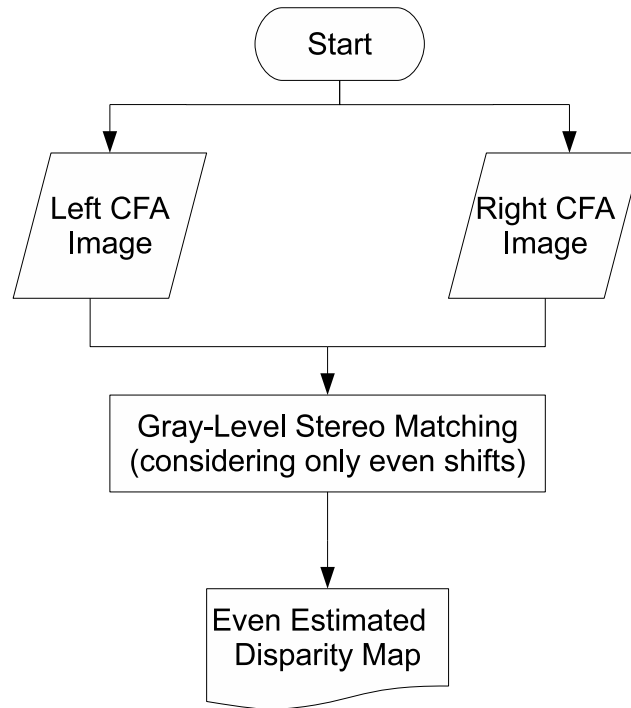 Start
Left CFA
Image
Right CFA
Image
Gray-Level Stereo Matching
(considering only even shifts)
Even Estimated
Disparity Map